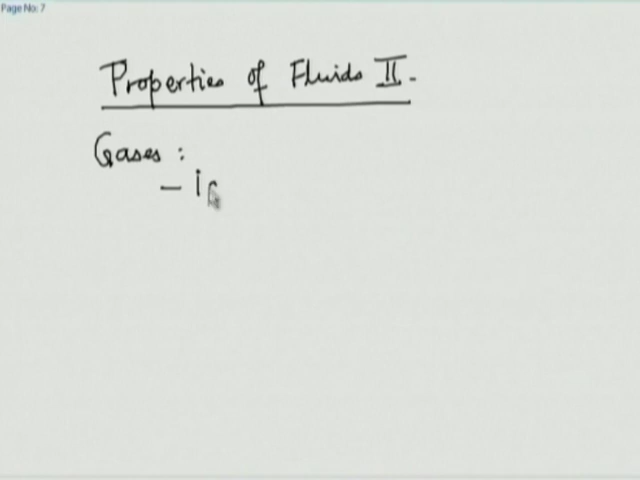 Page No: 7
Properties of Fluids II.
Gases :